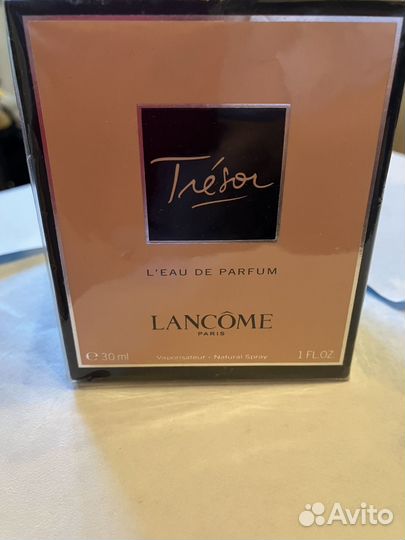 Trésor
L'EAU DE PARFUM
LANCÔME
PARIS
℮ 30 ml Vaporisateur - Natural Spray 1 FL.OZ.
Avito